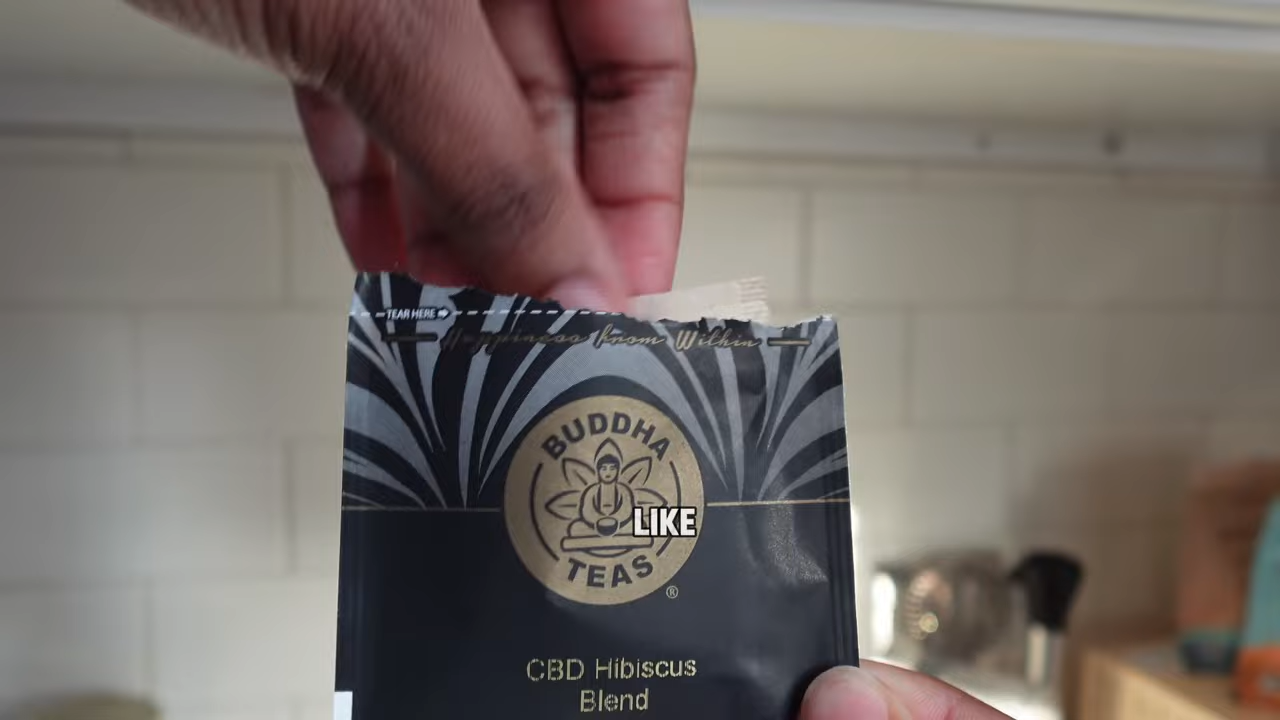 TEAR HERE
Happiness from Within
BUDDHA
LIKE
TEAS
®
CBD Hibiscus
Blend